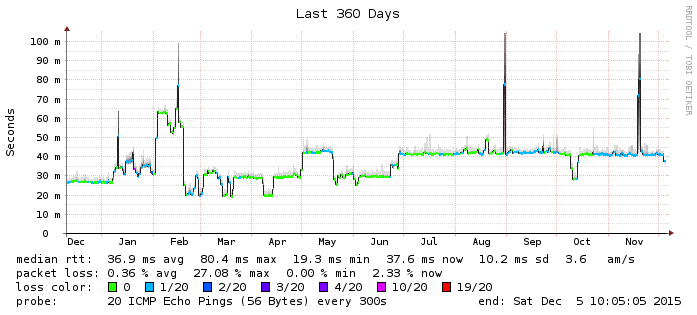 Last 360 Days
RRDTOOL / TOBI OETIKER
Seconds
100 m
90 m
80 m
70 m
60 m
50 m
40 m
30 m
20 m
10 m
0
Dec Jan Feb Mar Apr May Jun Jul Aug Sep Oct Nov
median rtt: 36.9 ms avg 80.4 ms max 19.3 ms min 37.6 ms now 10.2 ms sd 3.6 am/s
packet loss: 0.36 % avg 27.08 % max 0.00 % min 2.33 % now
loss color: 0 1/20 2/20 3/20 4/20 10/20 19/20
probe: 20 ICMP Echo Pings (56 Bytes) every 300s end: Sat Dec 5 10:05:05 2015